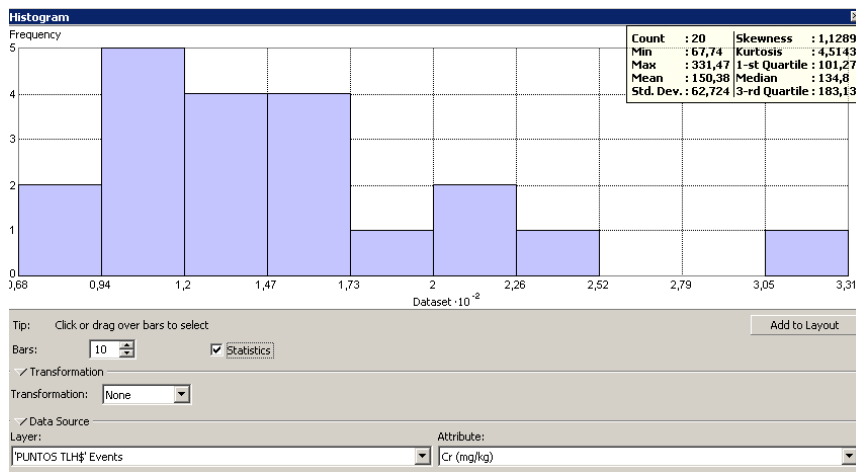 Histogram
Frequency
Count : 20 Skewness : 1,1289
Min : 67,74 Kurtosis : 4,5143
Max : 331,47 1-st Quartile : 101,27
Mean : 150,38 Median : 134,8
Std. Dev. : 62,724 3-rd Quartile : 183,13
5
4
3
2
1
0
0,68 0,94 1,2 1,47 1,73 2 2,26 2,52 2,79 3,05 3,31
Dataset·10⁻²
Tip: Click or drag over bars to select
Add to Layout
Bars: 10 Statistics
Transformation
Transformation: None
Data Source
Layer: Attribute:
'PUNTOS TLH$' Events Cr (mg/kg)